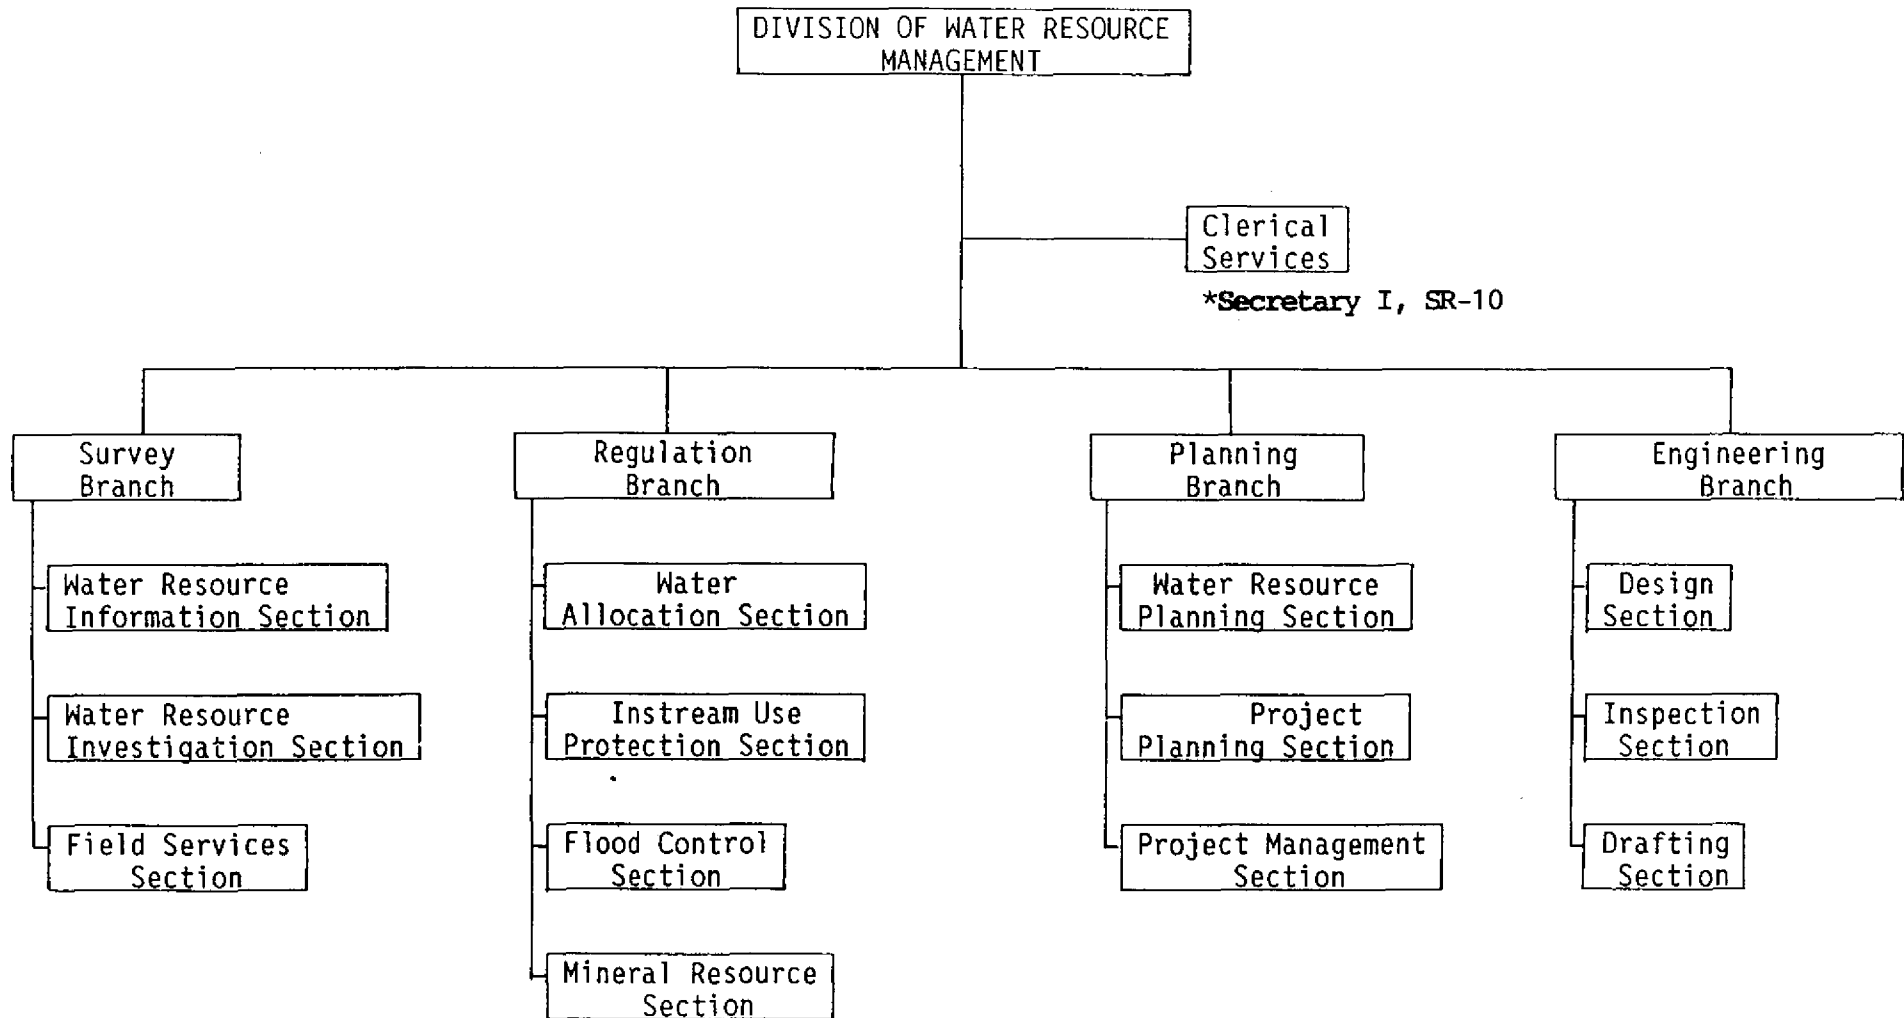 DIVISION OF WATER RESOURCE
MANAGEMENT
Clerical
Services
*Secretary I, SR-10
Survey
Branch
Water Resource
Information Section
Water Resource
Investigation Section
Field Services
Section
Regulation
Branch
Water
Allocation Section
Instream Use
Protection Section
Flood Control
Section
Mineral Resource
Section
Planning
Branch
Water Resource
Planning Section
Project
Planning Section
Project Management
Section
Engineering
Branch
Design
Section
Inspection
Section
Drafting
Section